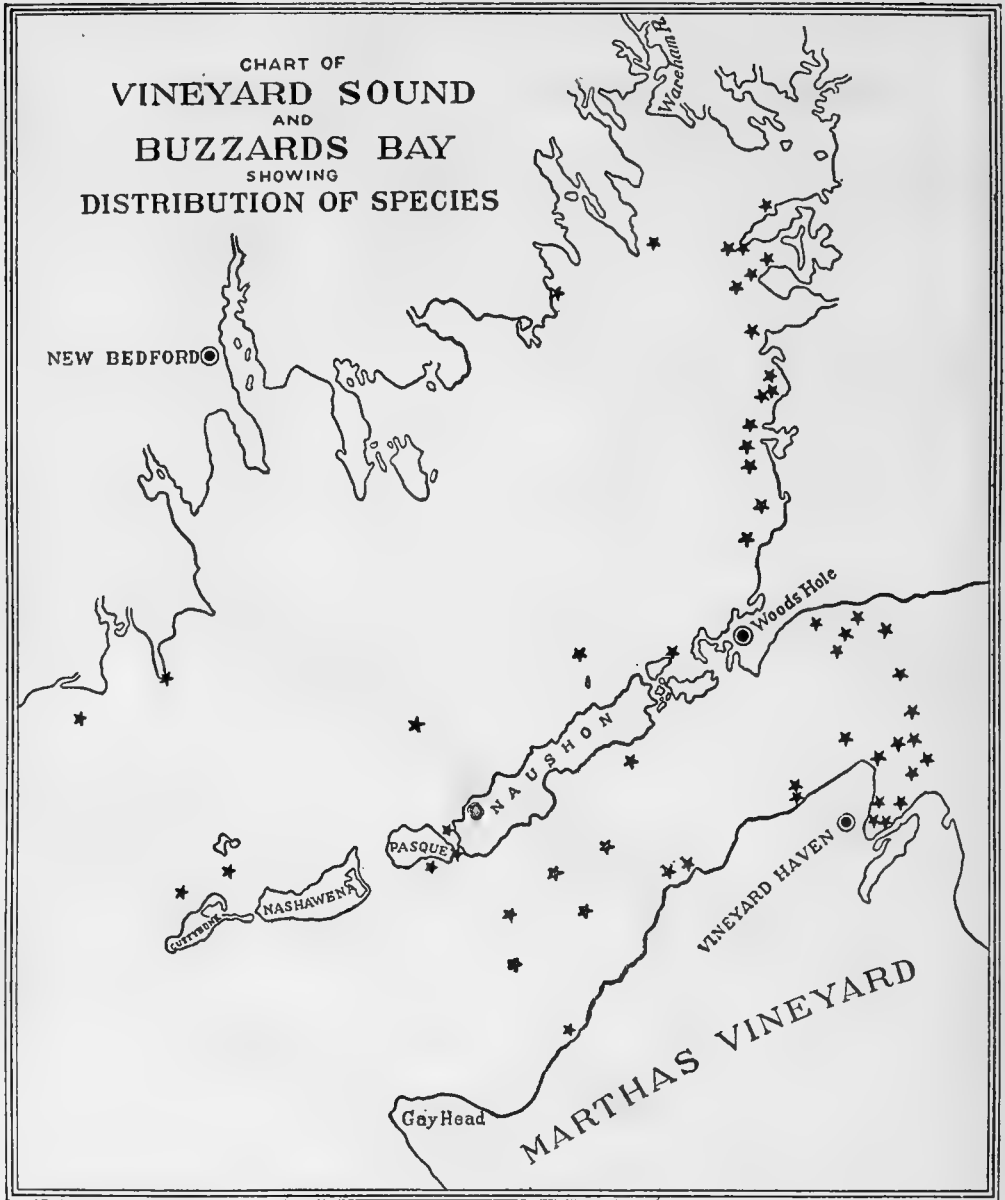 CHART OF
VINEYARD SOUND
AND
BUZZARDS BAY
SHOWING
DISTRIBUTION OF SPECIES
Wareham R.
NEW BEDFORD
Woods Hole
NAUSHON
PASQUE
NASHAWENA
CUTTYHUNK
VINEYARD HAVEN
MARTHAS VINEYARD
Gay Head